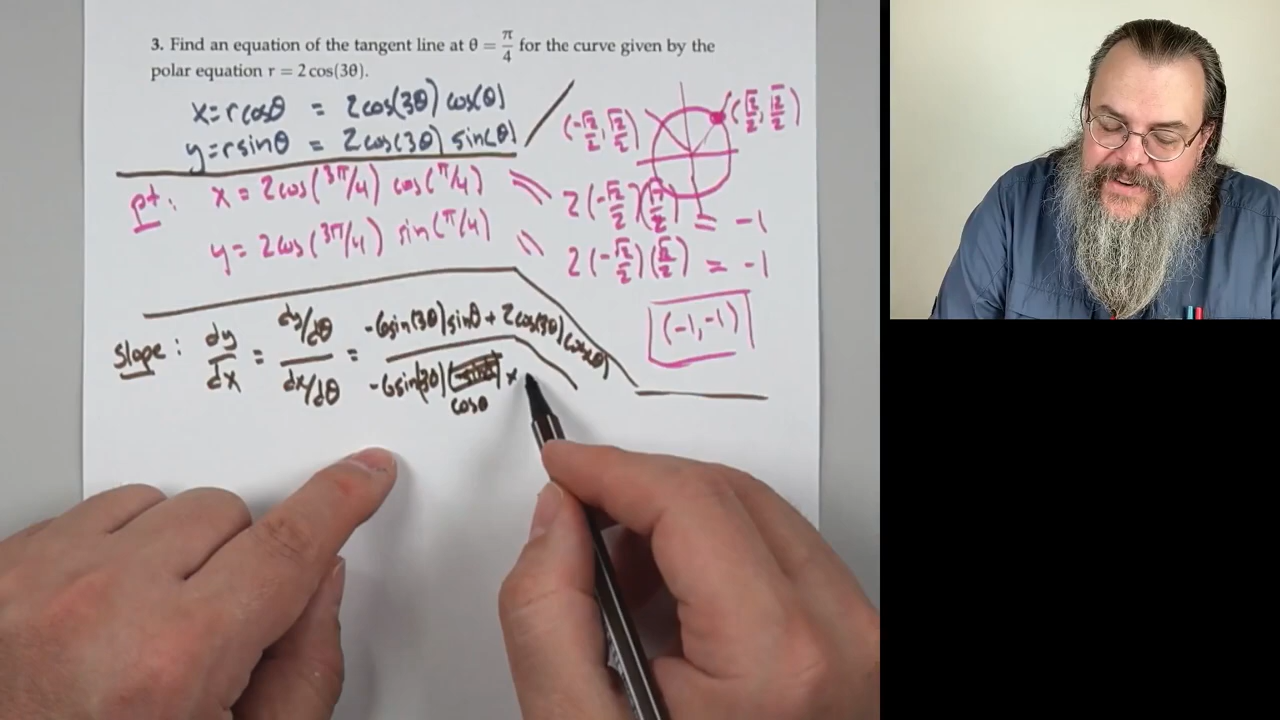 3. Find an equation of the tangent line at θ = π/4 for the curve given by the
polar equation r = 2 cos(3θ).
x = r cosθ = 2cos(3θ) cos(θ)
y = r sinθ = 2cos(3θ) sin(θ)
(-√2/2, √2/2) (√2/2, √2/2)
pt: x = 2cos(3π/4) cos(π/4) = 2(-√2/2)(√2/2) = -1
y = 2cos(3π/4) sin(π/4) = 2(-√2/2)(√2/2) = -1
(-1,-1)
Slope: dy/dx = dy/dθ / dx/dθ = -6sin(3θ) sinθ + 2cos(3θ) cos(θ)
-6sin(3θ) cosθ